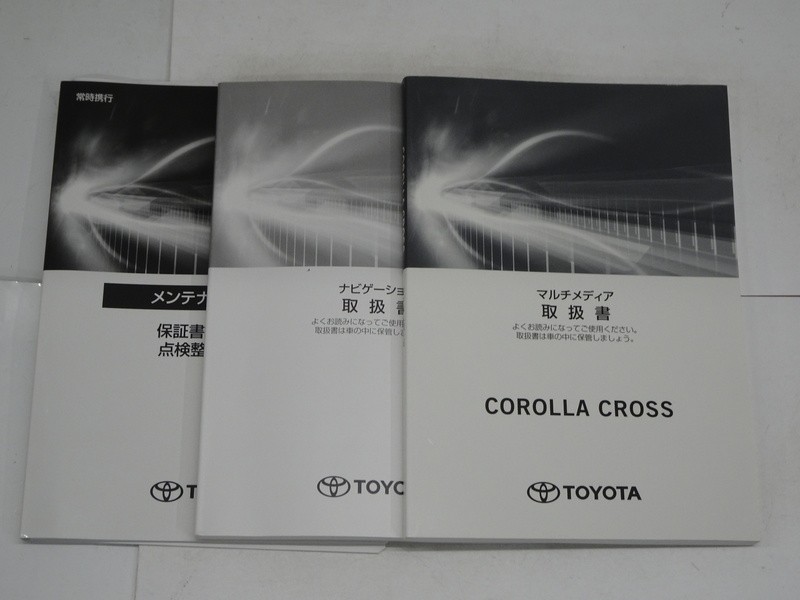 常時携行
メンテナ
保証書
点検整
TOYO
ナビゲーショ
取扱書
よくお読みになってご使用
取扱書は車の中に保管しまし
マルチメディア
取扱書
よくお読みになってご使用ください。
取扱書は車の中に保管しましょう。
COROLLA CROSS
TOYOTA